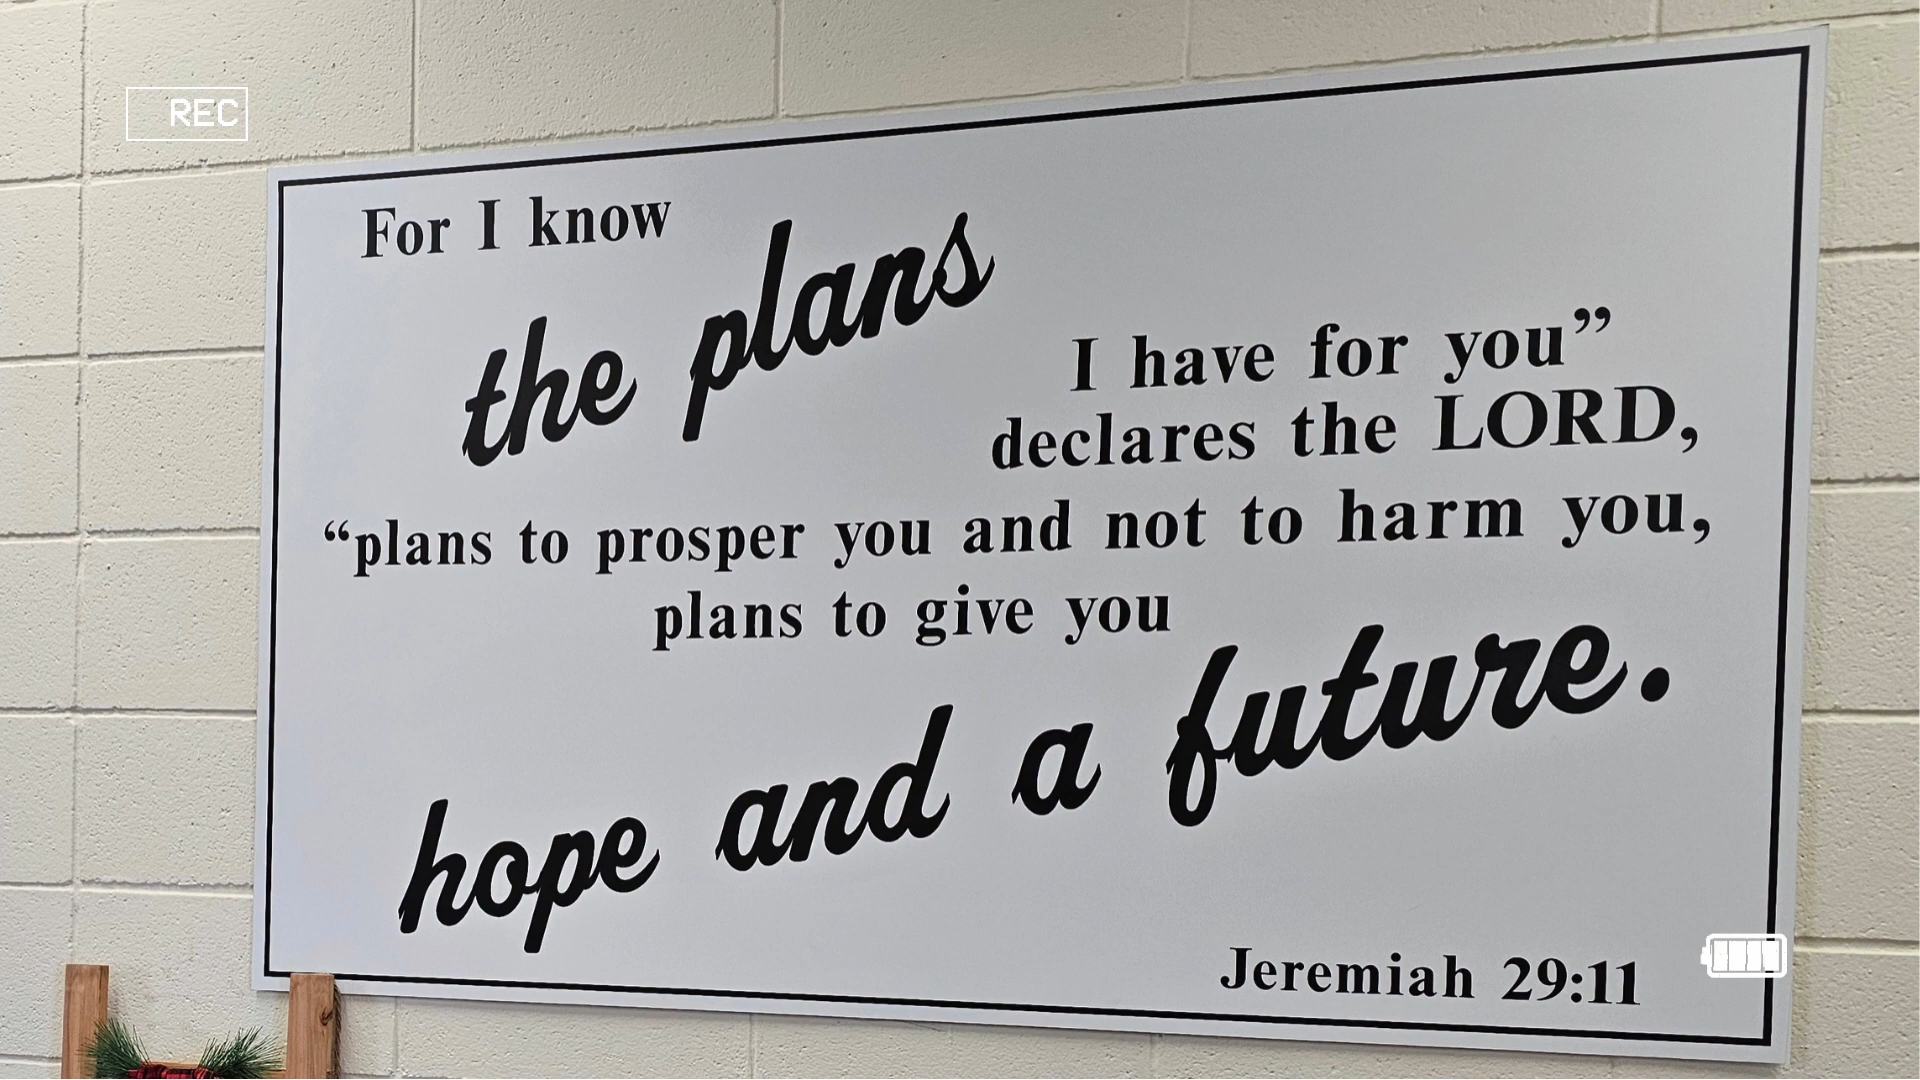 REC
For I know
the plans
I have for you”
declares the LORD,
“plans to prosper you and not to harm you,
plans to give you
hope and a future.
Jeremiah 29:11